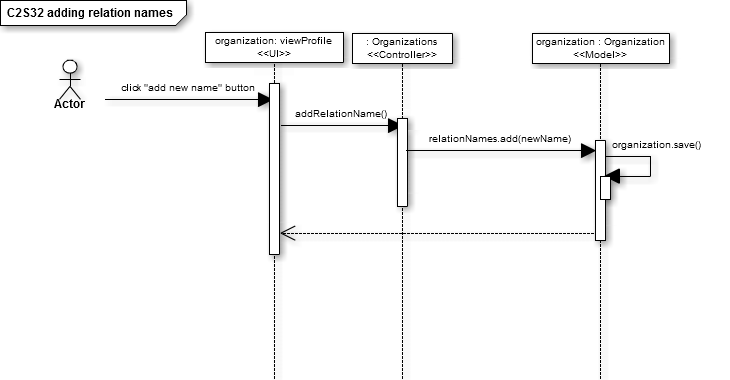 C2S32 adding relation names
organization: viewProfile
<<UI>>
: Organizations
<<Controller>>
organization : Organization
<<Model>>
Actor
click "add new name" button
addRelationName()
relationNames.add(newName)
organization.save()